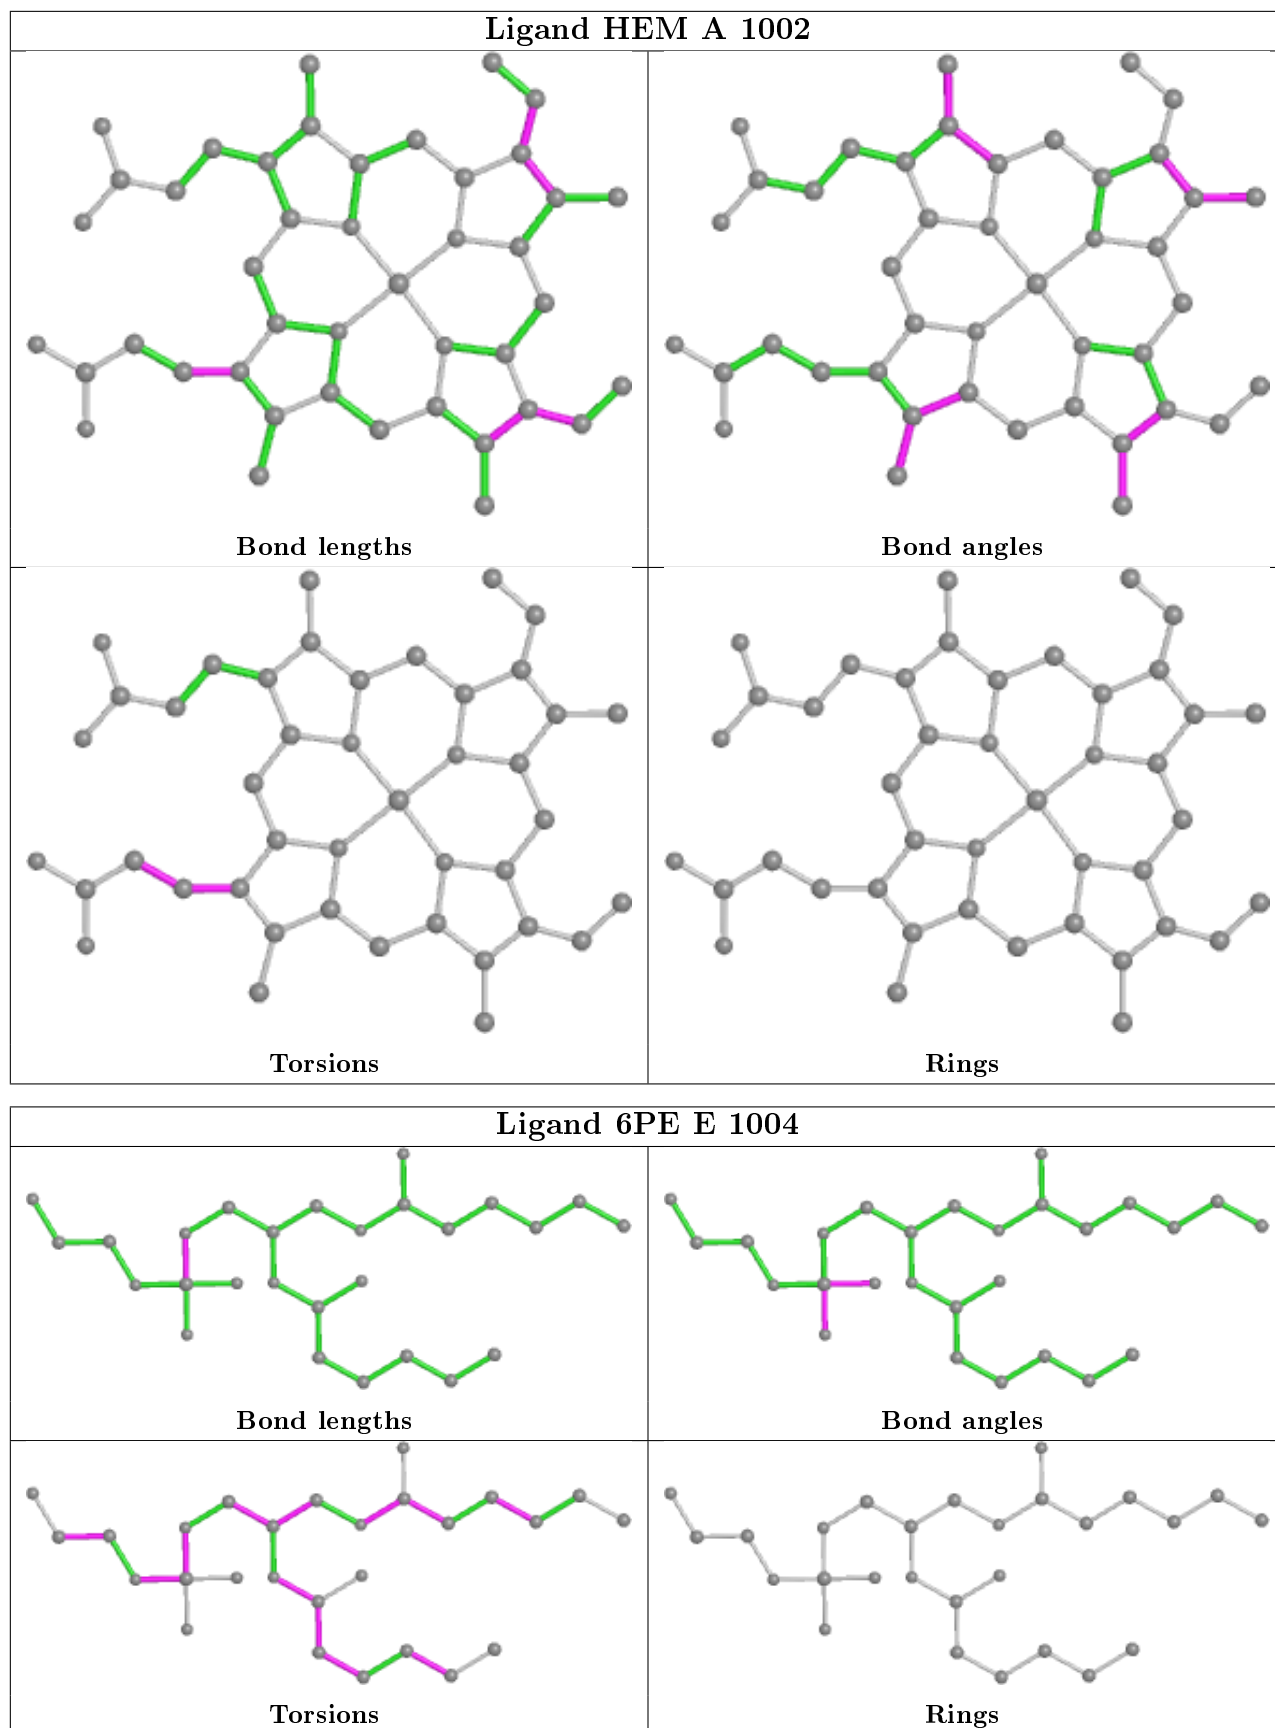 Ligand HEM A 1002
Bond lengths
Bond angles
Torsions
Rings
Ligand 6PE E 1004
Bond lengths
Bond angles
Torsions
Rings